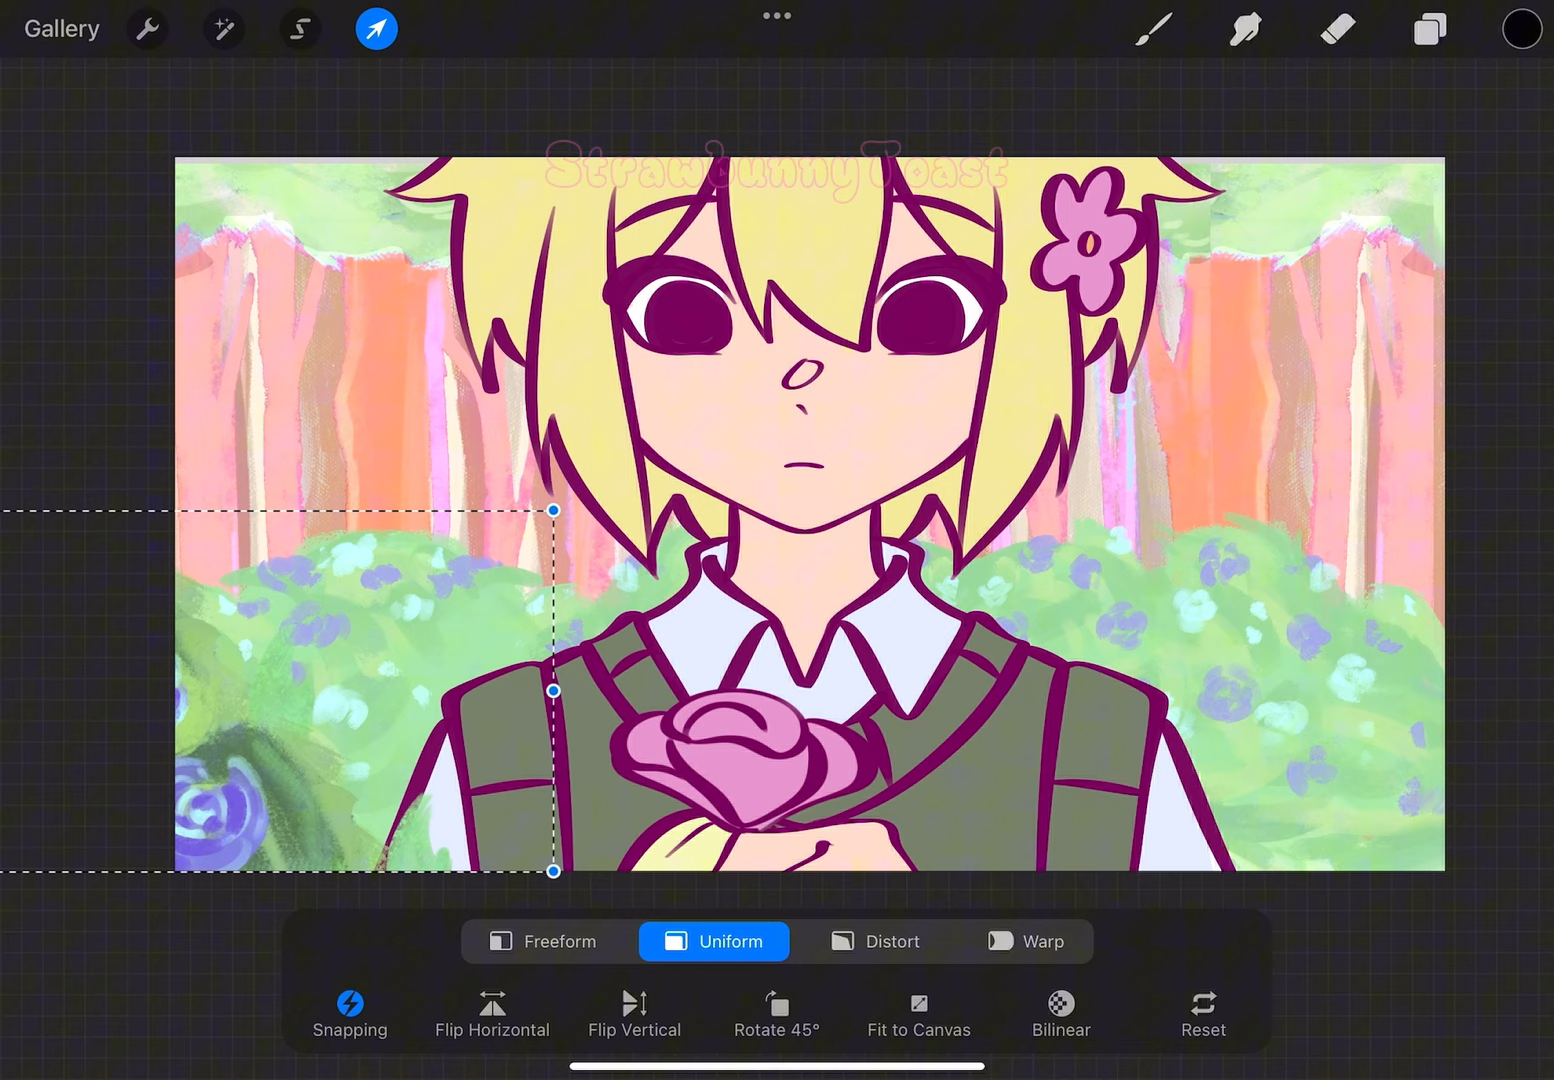 Gallery
StrawbunnyToast
Freeform
Uniform
Distort
Warp
Snapping
Flip Horizontal
Flip Vertical
Rotate 45°
Fit to Canvas
Bilinear
Reset